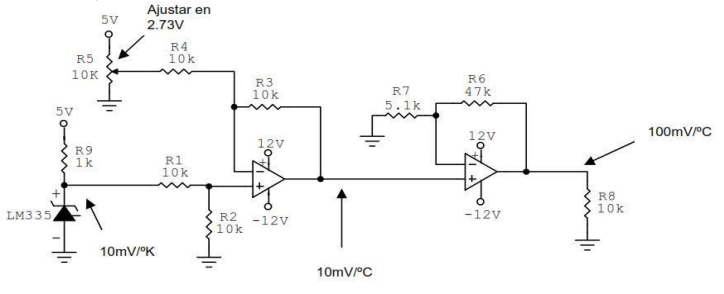 Ajustar en
2.73V
5V
R4
10k
R5
10K
R3
10k
R6
47k
R7
5.1k
5V
12V
12V
100mV/ºC
R9
1k
R1
10k
+
-
+
+
-
+
+
LM335
-
R2
10k
-12V
-12V
R8
10k
10mV/ºK
10mV/ºC